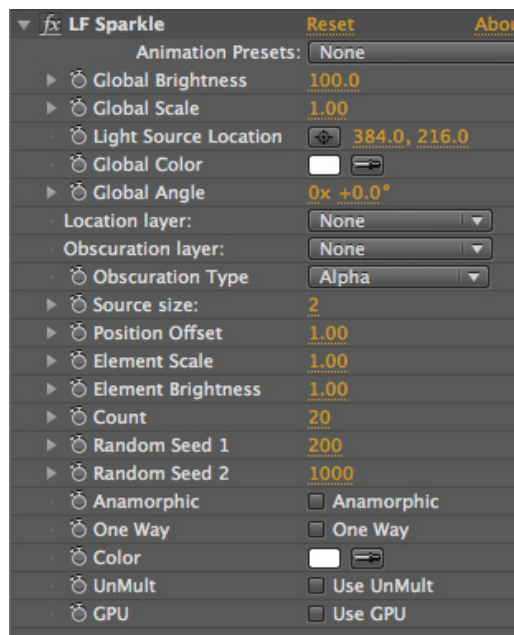 fx LF Sparkle Reset Abou
Animation Presets: None
Global Brightness 100.0
Global Scale 1.00
Light Source Location 384.0, 216.0
Global Color
Global Angle 0x +0.0°
Location layer: None
Obscuration layer: None
Obscuration Type Alpha
Source size: 2
Position Offset 1.00
Element Scale 1.00
Element Brightness 1.00
Count 20
Random Seed 1 200
Random Seed 2 1000
Anamorphic Anamorphic
One Way One Way
Color
UnMult Use UnMult
GPU Use GPU